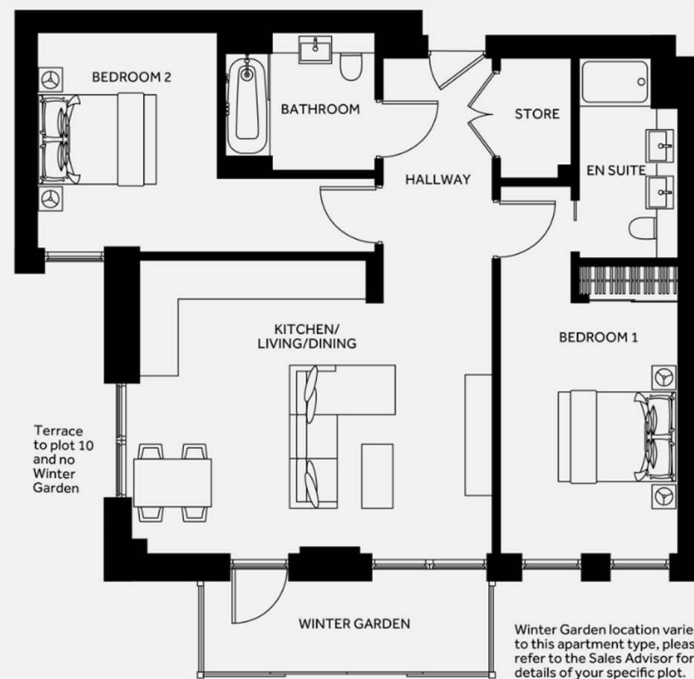 BEDROOM 2
BATHROOM
STORE
HALLWAY
EN SUITE
KITCHEN/
LIVING/DINING
BEDROOM 1
Terrace
to plot 10
and no
Winter
Garden
WINTER GARDEN
Winter Garden location varie
to this apartment type, pleas
refer to the Sales Advisor for
details of your specific plot.